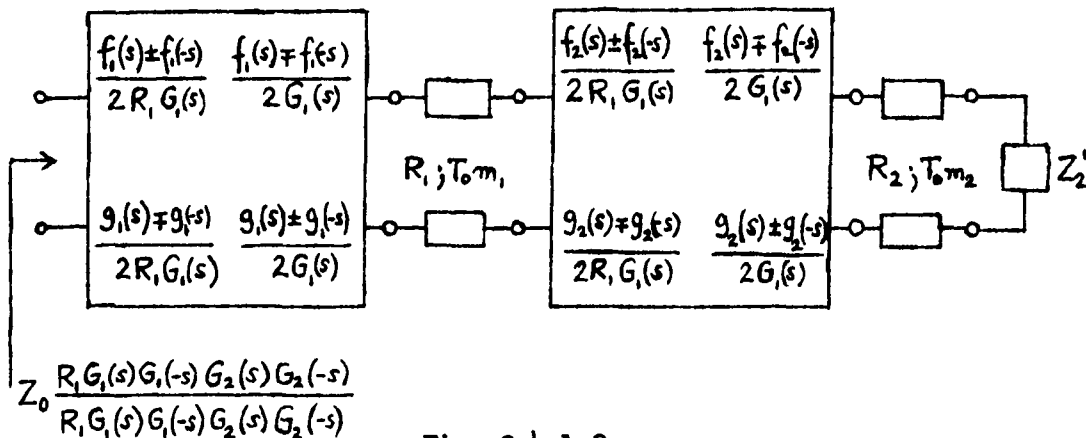 f₁(s)±f₁(-s) f₁(s)∓f₁(-s) f₂(s)±f₂(-s) f₂(s)∓f₂(-s)
2R₁G₁(s) 2G₁(s) 2R₁G₁(s) 2G₁(s)
R₁;T₀m₁ R₂;T₀m₂ Z₂'
g₁(s)∓g₁(-s) g₁(s)±g₁(-s) g₂(s)∓g₂(-s) g₂(s)±g₂(-s)
2R₁G₁(s) 2G₁(s) 2R₁G₁(s) 2G₁(s)
Z₀ R₁G₁(s)G₁(-s)G₂(s)G₂(-s)
R₁G₁(s)G₁(-s)G₂(s)G₂(-s)